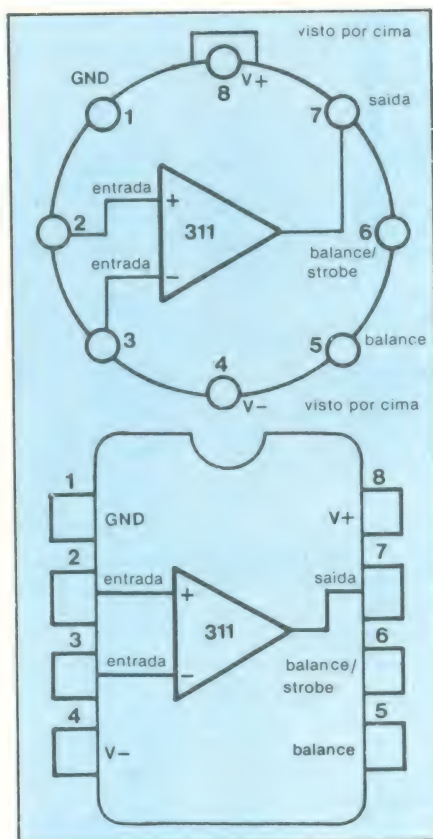 visto por cima
GND
8
V+
1
7
saida
entrada
+
2
311
6
balance/
strobe
entrada
−
3
5
balance
4
V−
visto por cima
1
8
GND
V+
2
7
entrada
saida
+
3
311
6
entrada
−
balance/
strobe
4
5
V−
balance